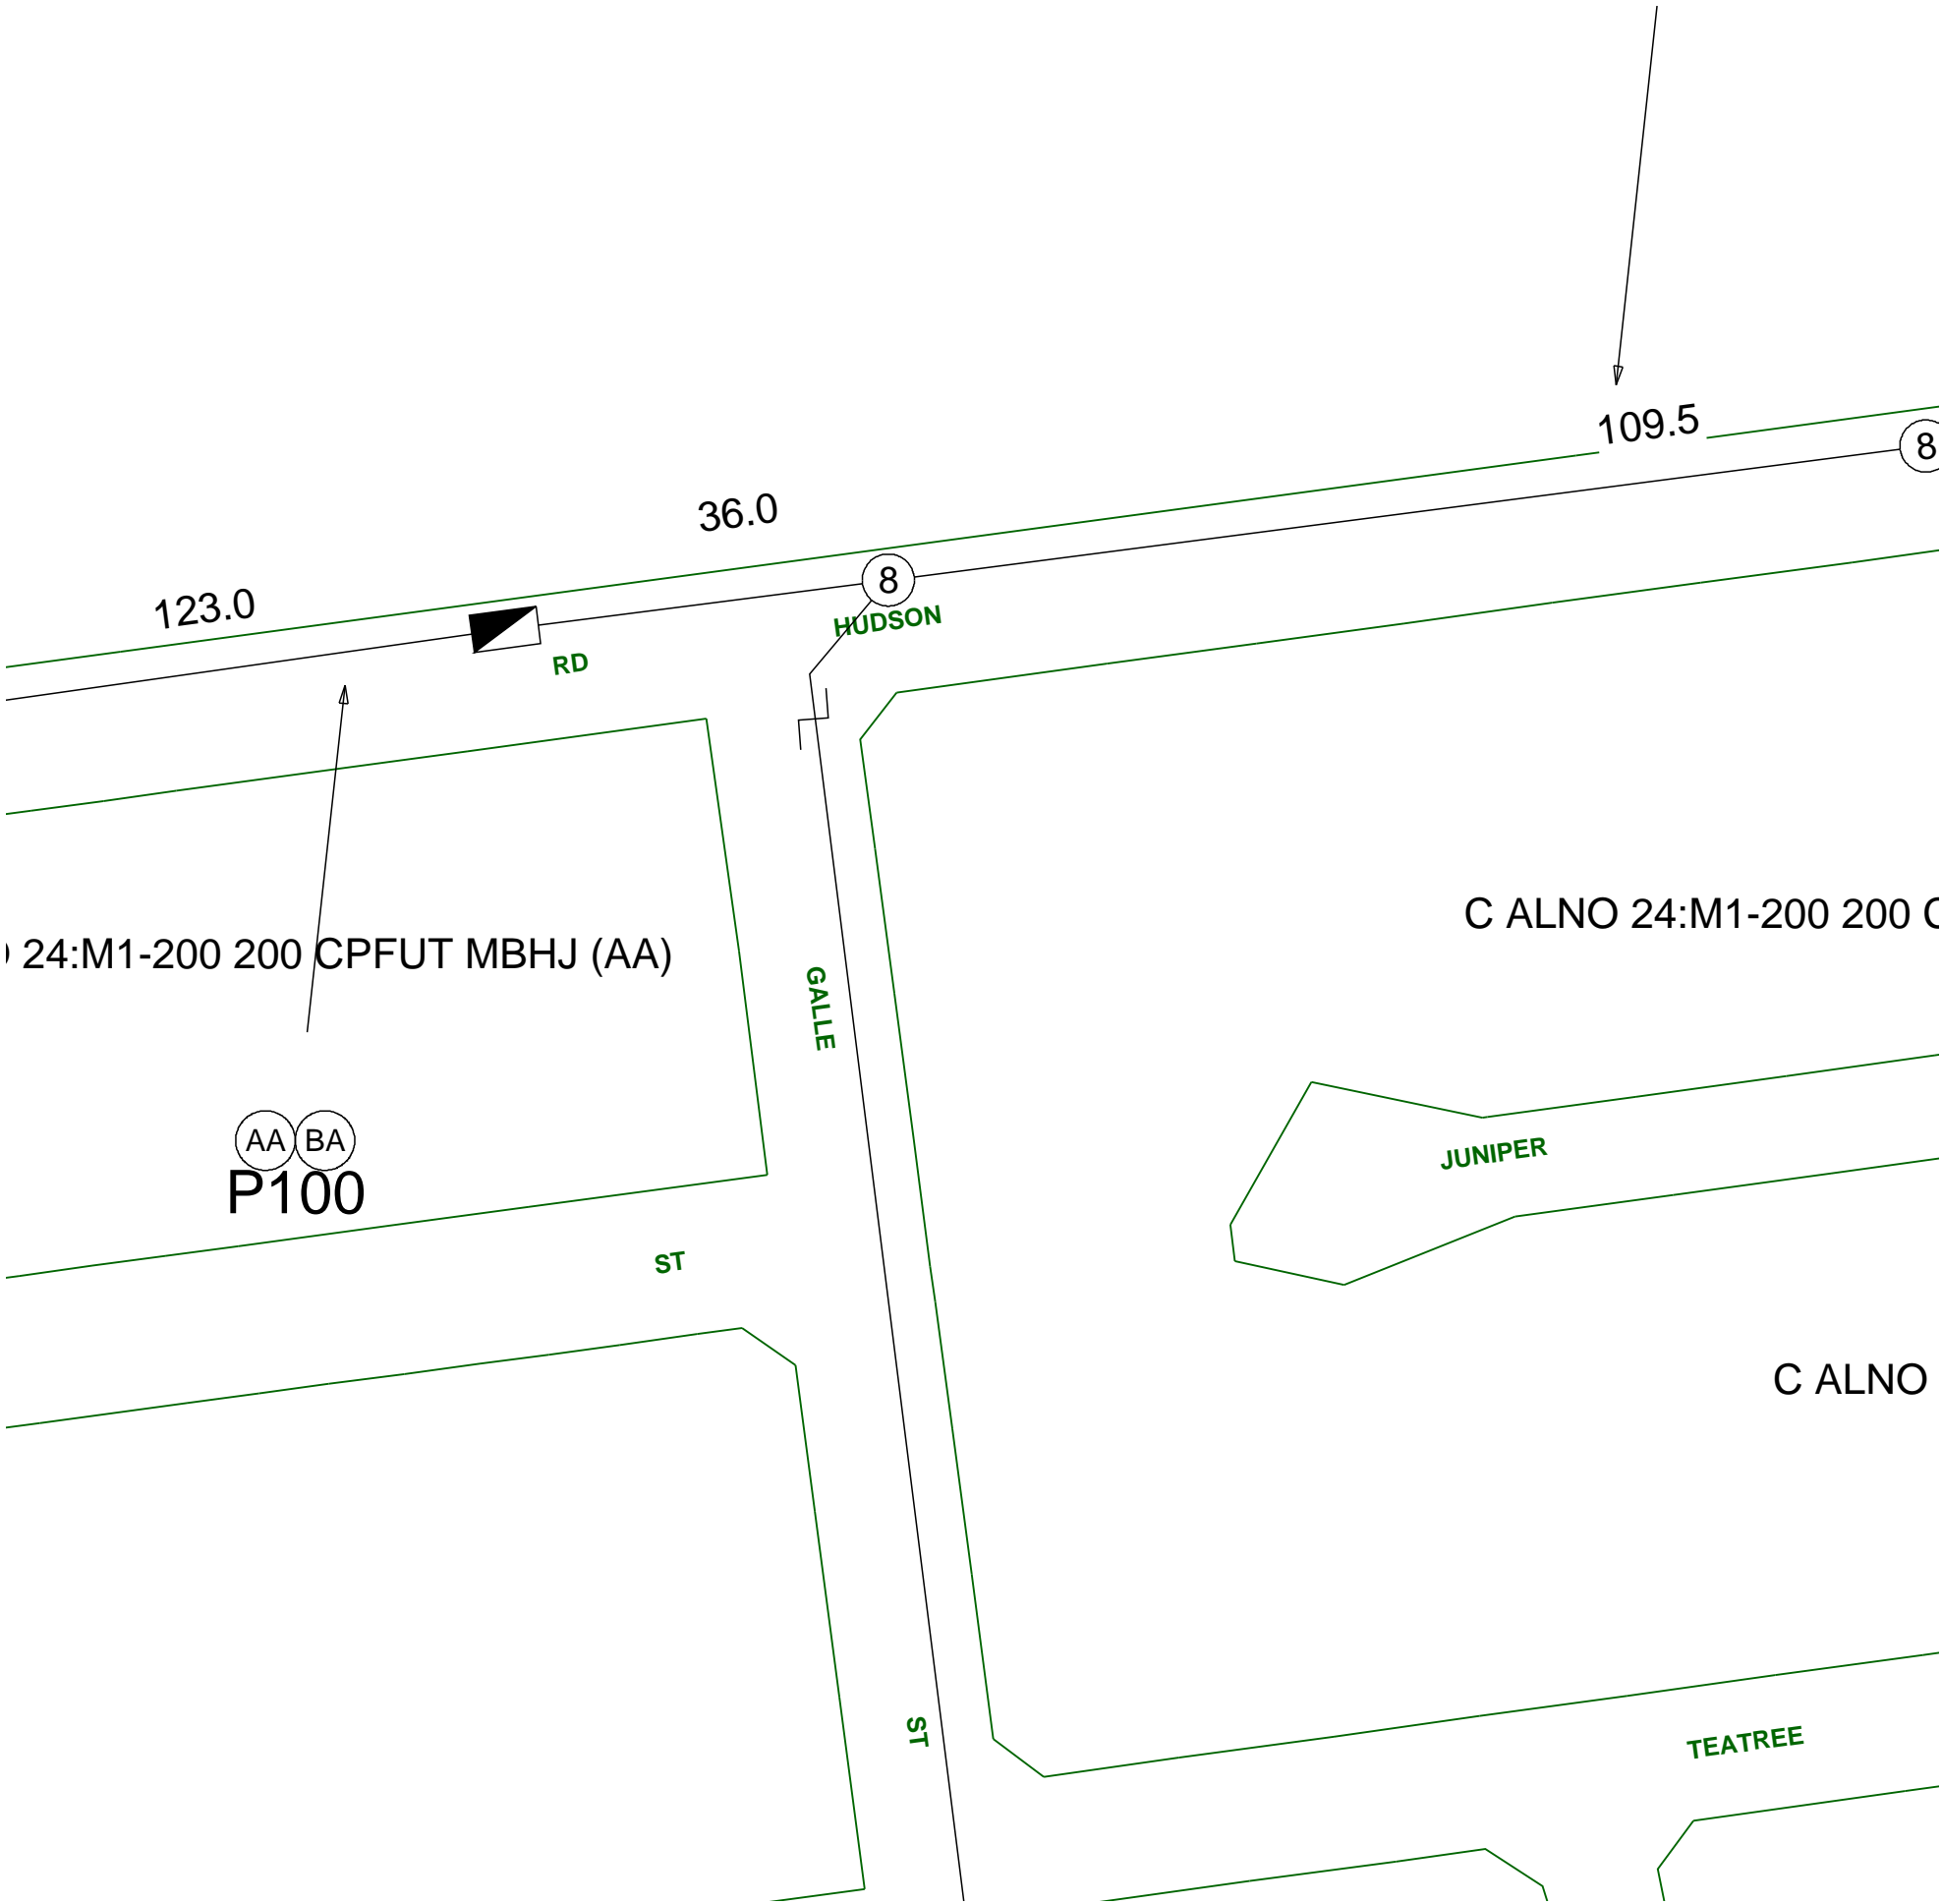 109.5
8
36.0
8
123.0
HUDSON
RD
C ALNO 24:M1-200 200
24:M1-200 200 CPFUT MBHJ (AA)
GALLE
AA BA
P100
JUNIPER
ST
C ALNO
ST
TEATREE